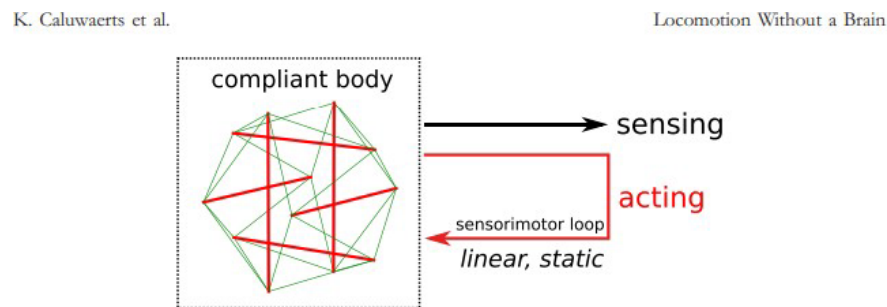 K. Caluwaerts et al.
Locomotion Without a Brain
compliant body
sensing
acting
sensorimotor loop
linear, static